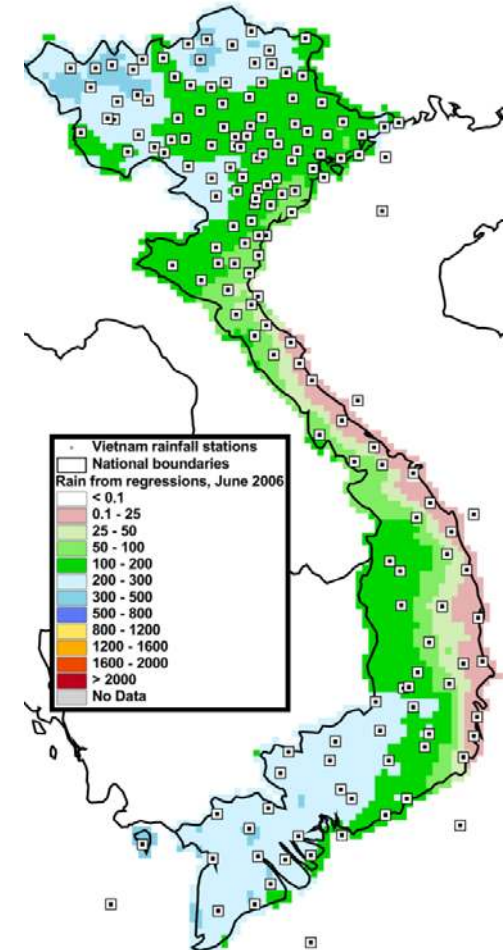 Vietnam rainfall stations
National boundaries
Rain from regressions, June 2006
< 0.1
0.1 - 25
25 - 50
50 - 100
100 - 200
200 - 300
300 - 500
500 - 800
800 - 1200
1200 - 1600
1600 - 2000
> 2000
No Data